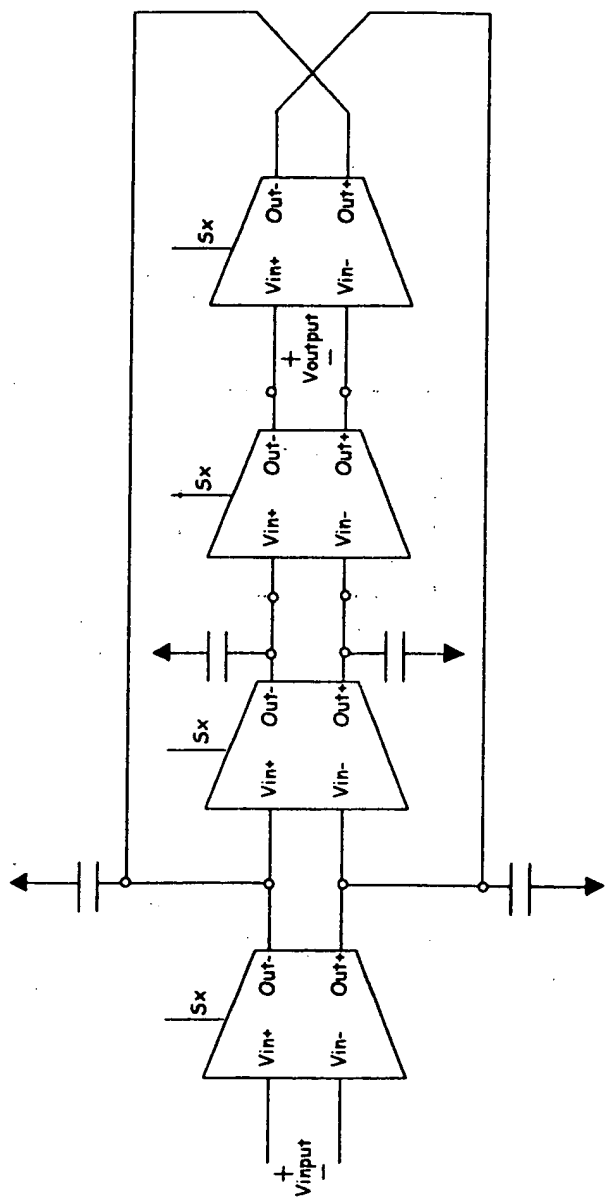 +
Vinput
−
Sx
Vin+ Out-
Vin- Out+
Sx
Vin+ Out-
Vin- Out+
Sx
Vin+ Out-
Vin- Out+
+
Voutput
−
Sx
Vin+ Out-
Vin- Out+